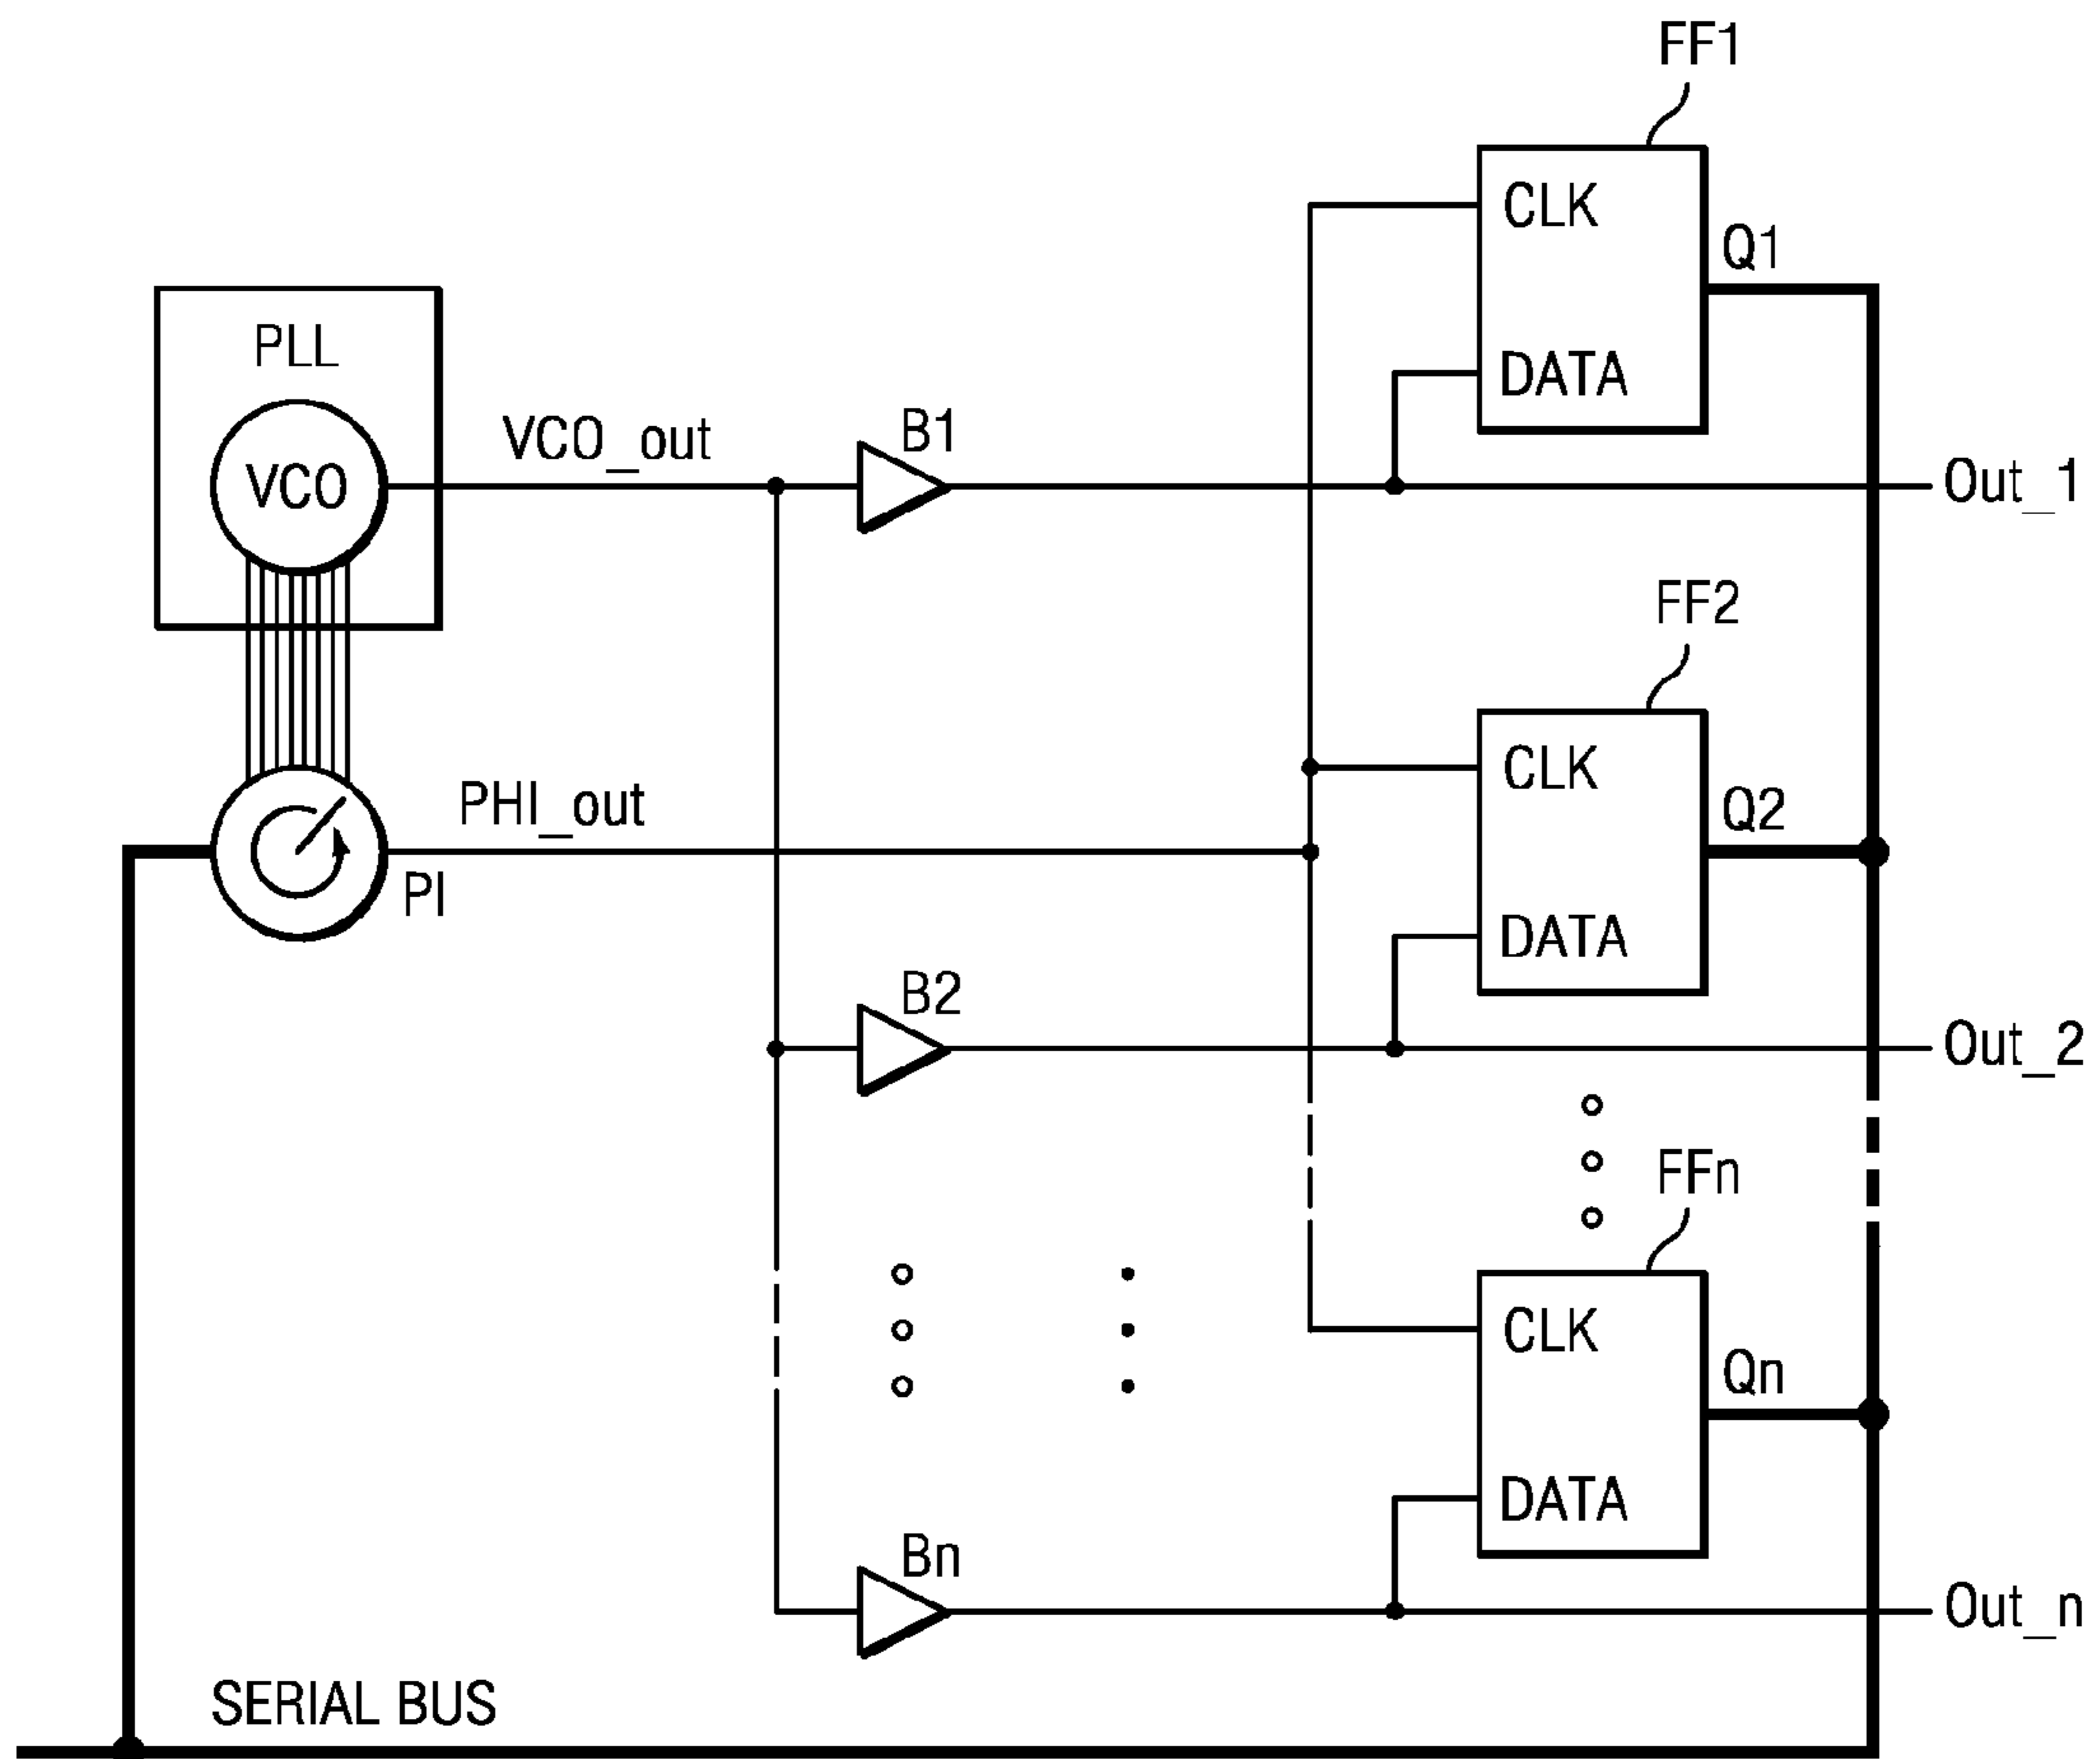 FF1
CLK
Q1
PLL
DATA
B1
VCO_out
VCO
Out_1
FF2
CLK
PHI_out
Q2
PI
DATA
B2
Out_2
FFn
CLK
Qn
DATA
Bn
Out_n
SERIAL BUS